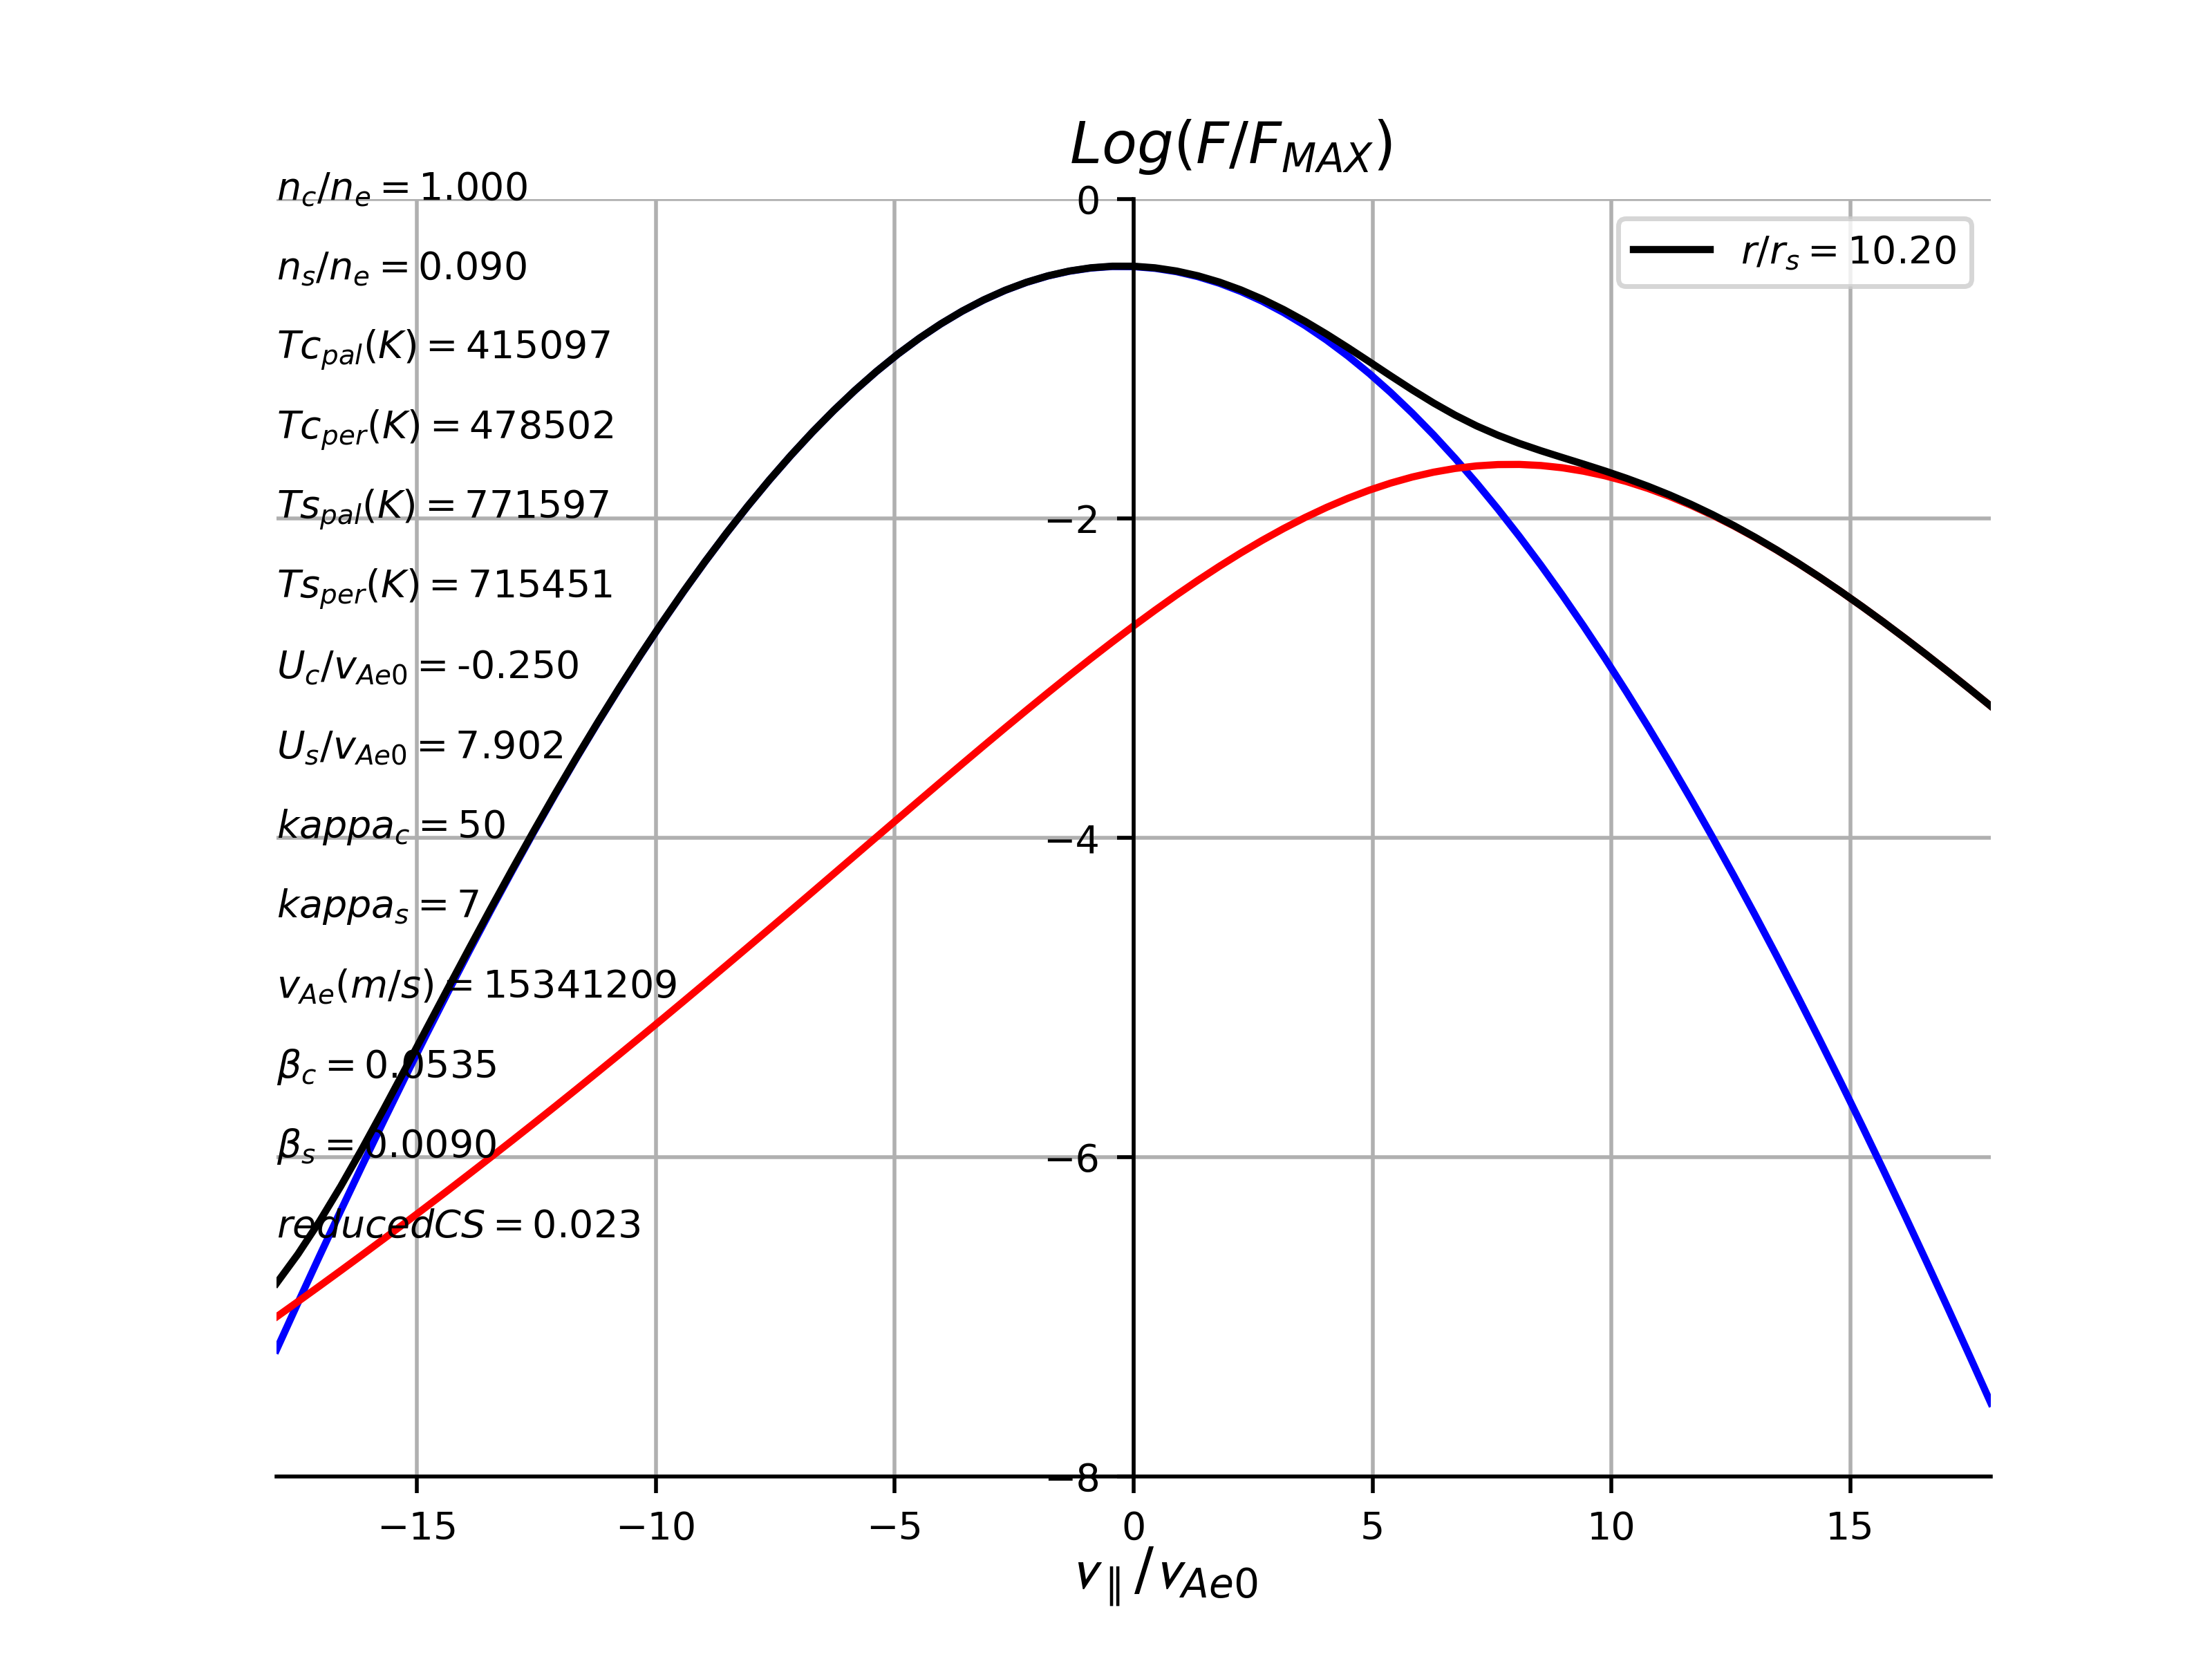 Log(F/F_MAX)
n_c/n_e = 1.000
n_s/n_e = 0.090
Tc_pal(K) = 415097
Tc_per(K) = 478502
Ts_pal(K) = 771597
Ts_per(K) = 715451
U_c/v_Ae0 = -0.250
U_s/v_Ae0 = 7.902
kappa_c = 50
kappa_s = 7
v_Ae(m/s) = 15341209
β_c = 0.0535
β_s = 0.0090
reducedCS = 0.023
r/r_s = 10.20
0
−2
−4
−6
−8
−15 −10 −5 0 5 10 15
v_∥/v_Ae0